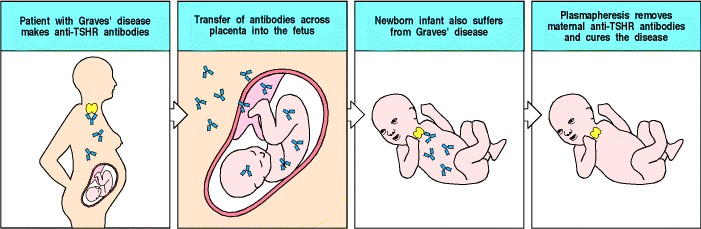 Patient with Graves' disease
makes anti-TSHR antibodies
Transfer of antibodies across
placenta into the fetus
Newborn infant also suffers
from Graves' disease
Plasmapheresis removes
maternal anti-TSHR antibodies
and cures the disease